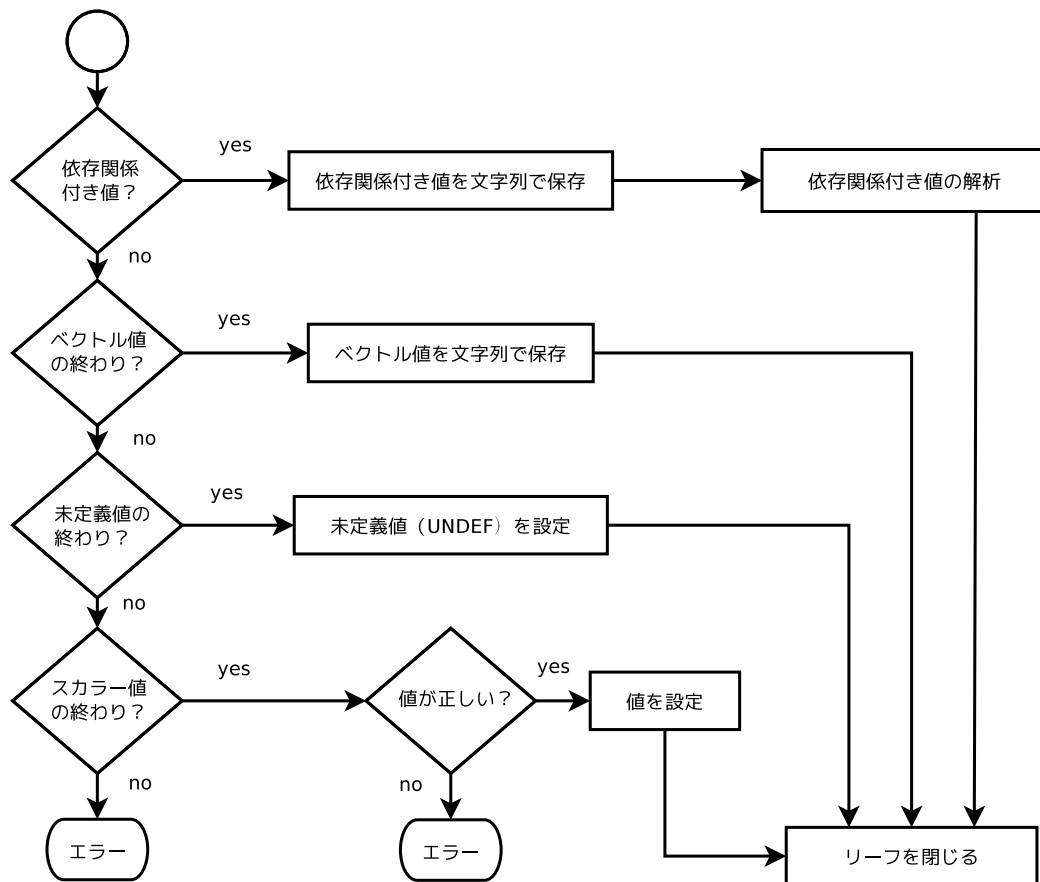 依存関係
付き値？
yes
依存関係付き値を文字列で保存
依存関係付き値の解析
no
ベクトル値
の終わり？
yes
ベクトル値を文字列で保存
no
未定義値の
終わり？
yes
未定義値（UNDEF）を設定
no
スカラー値
の終わり？
yes
値が正しい？
yes
値を設定
no
no
エラー
エラー
リーフを閉じる